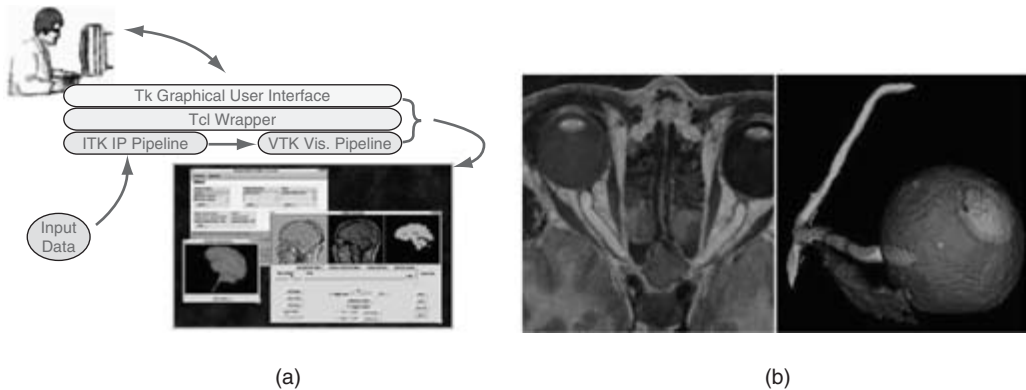 Tk Graphical User Interface
Tcl Wrapper
ITK IP Pipeline
VTK Vis. Pipeline
Input
Data
(a)
(b)